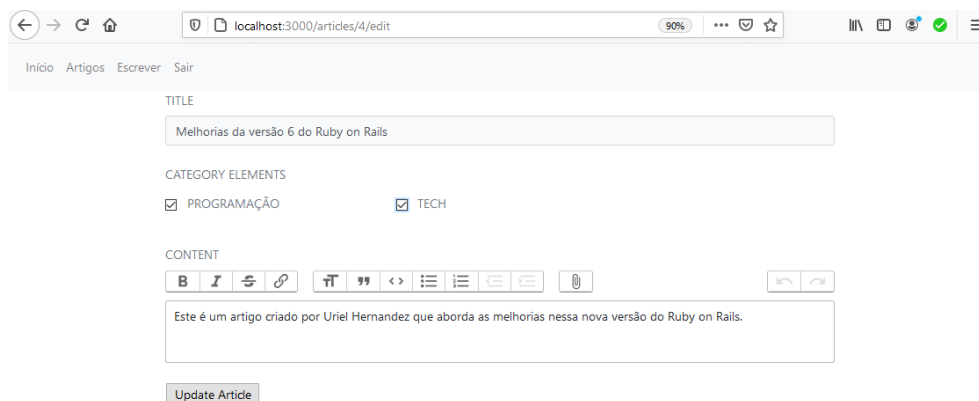 localhost:3000/articles/4/edit
90%
Início Artigos Escrever Sair
TITLE
Melhorias da versão 6 do Ruby on Rails
CATEGORY ELEMENTS
PROGRAMAÇÃO TECH
CONTENT
B I S TT
Este é um artigo criado por Uriel Hernandez que aborda as melhorias nessa nova versão do Ruby on Rails.
Update Article